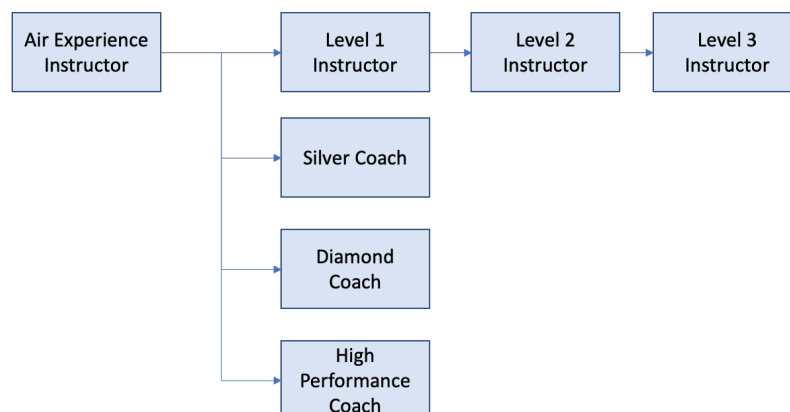 Air Experience
Instructor
Level 1
Instructor
Level 2
Instructor
Level 3
Instructor
Silver Coach
Diamond
Coach
High
Performance
Coach